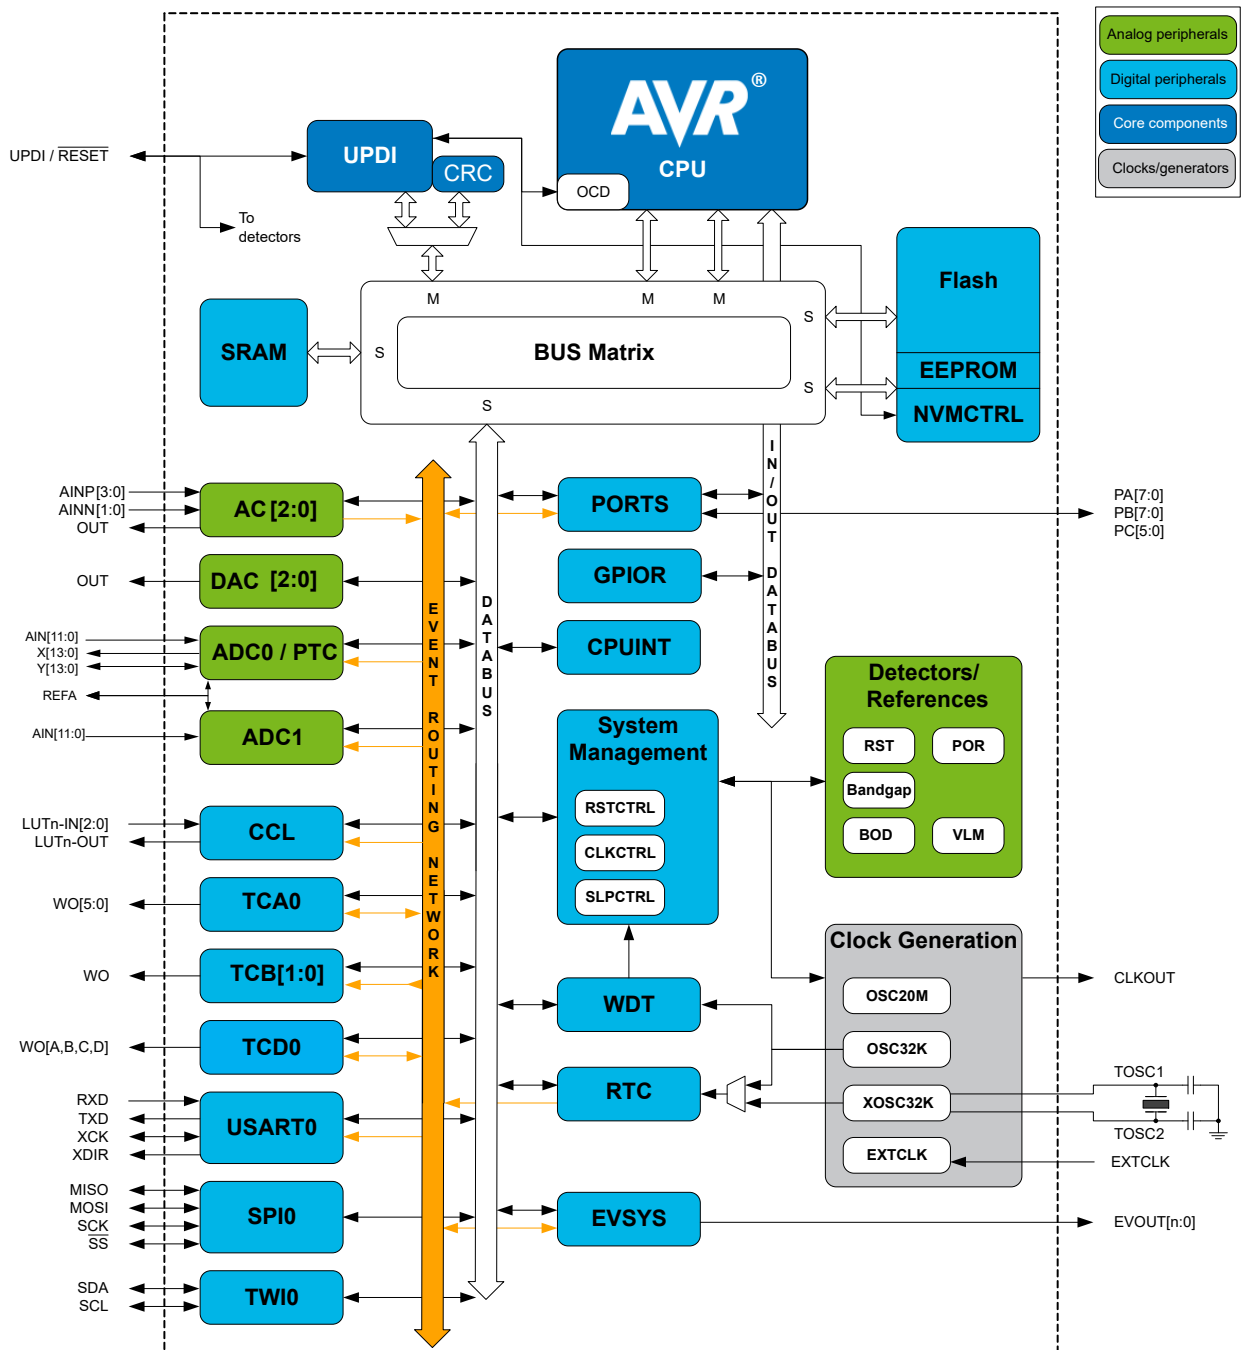 Analog peripherals
Digital peripherals
Core components
Clocks/generators
AVR®
CPU
OCD
UPDI / RESET
UPDI
CRC
To
detectors
M
M
M
Flash
EEPROM
NVMCTRL
SRAM
S
BUS Matrix
S
S
S
IN/OUT DATABUS
DATABUS
EVENT ROUTING NETWORK
AINP[3:0]
AINN[1:0]
OUT
AC [2:0]
PORTS
PA[7:0]
PB[7:0]
PC[5:0]
OUT
DAC [2:0]
GPIOR
AIN[11:0]
X[13:0]
Y[13:0]
ADC0 / PTC
CPUINT
REFA
AIN[11:0]
ADC1
System
Management
RSTCTRL
CLKCTRL
SLPCTRL
Detectors/
References
RST
POR
Bandgap
BOD
VLM
LUTn-IN[2:0]
LUTn-OUT
CCL
WO[5:0]
TCA0
WO
TCB[1:0]
WDT
Clock Generation
OSC20M
OSC32K
XOSC32K
EXTCLK
CLKOUT
WO[A,B,C,D]
TCD0
RTC
TOSC1
TOSC2
EXTCLK
RXD
TXD
XCK
XDIR
USART0
MISO
MOSI
SCK
SS
SPI0
EVSYS
EVOUT[n:0]
SDA
SCL
TWI0